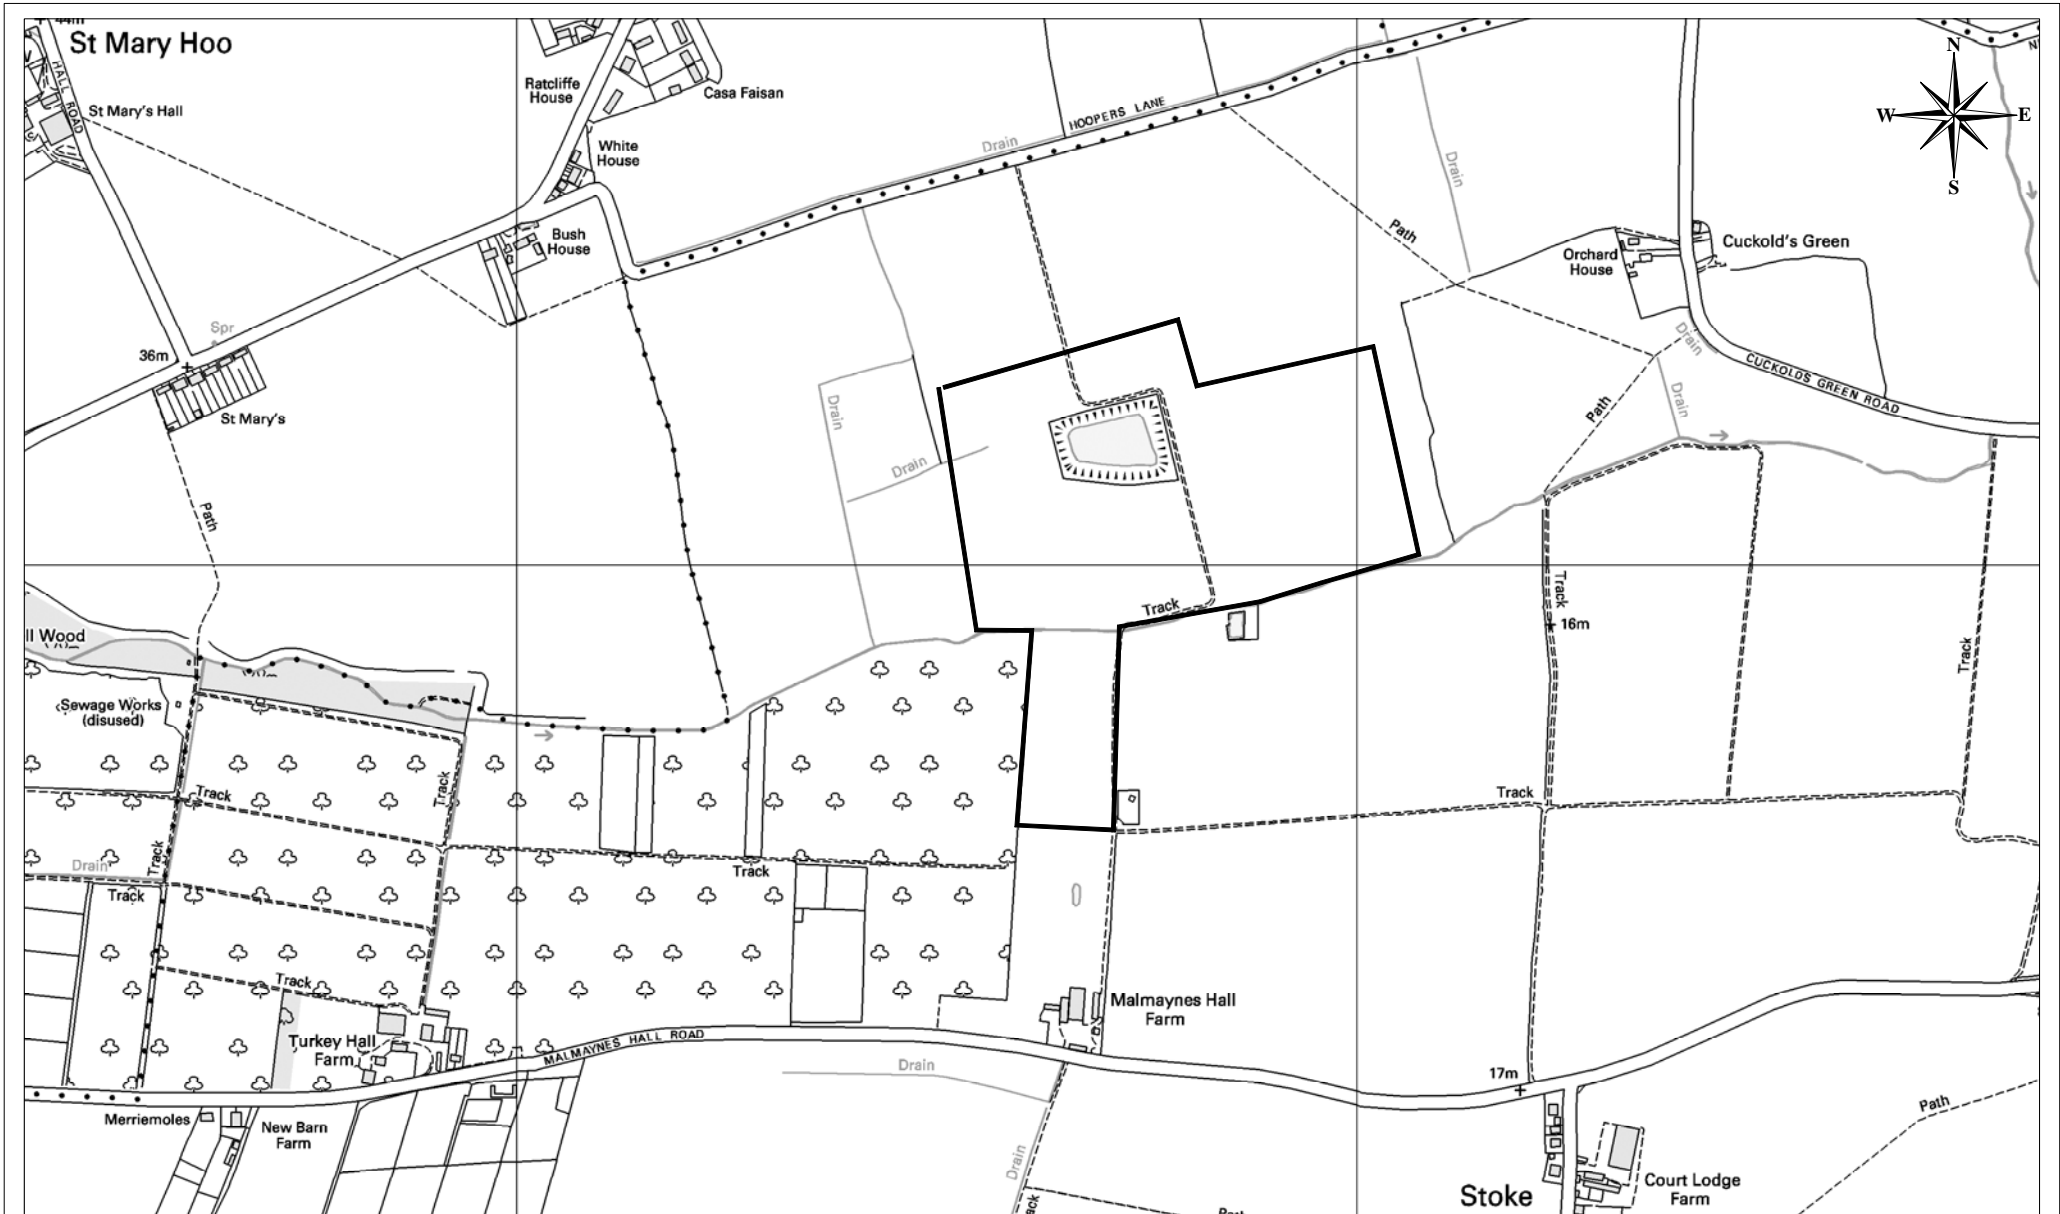 44m
St Mary Hoo
HALL ROAD
St Mary's Hall
Ratcliffe
House
Casa Faisan
White
House
Bush
House
Drain
HOOPERS LANE
Drain
Path
N
W
E
S
Orchard
House
Cuckold's Green
Drain
CUCKOLDS GREEN ROAD
Spr
36m
St Mary's
Path
Drain
Drain
Path
Drain
Track
Track
16m
Track
ll Wood
Sewage Works
(disused)
Track
Track
Track
Track
Drain
Track
Track
Track
Track
Turkey Hall
Farm
MALMAYNES HALL ROAD
Malmaynes Hall
Farm
Drain
17m
Merriemoles
New Barn
Farm
Drain
Path
Stoke
Court Lodge
Farm